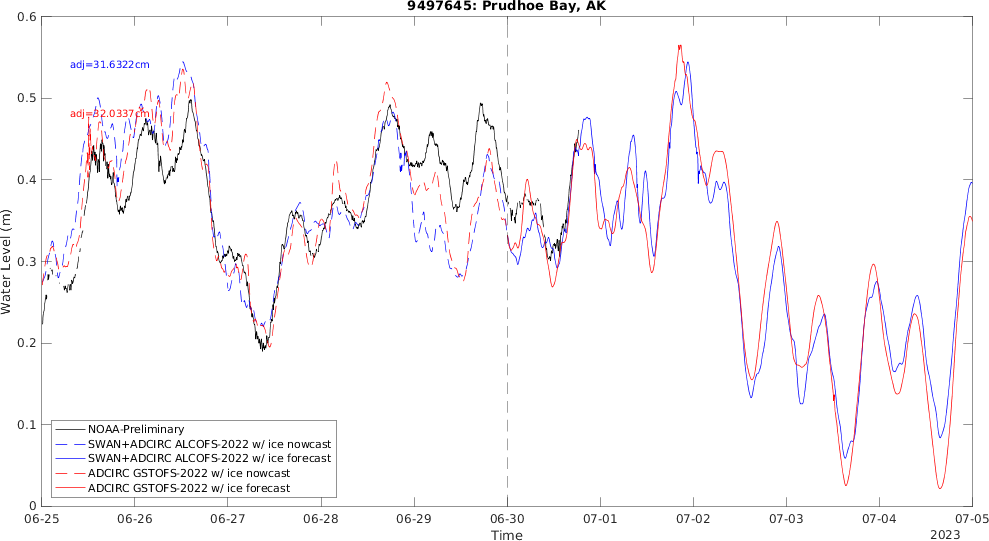 9497645: Prudhoe Bay, AK
0.6
0.5
0.4
0.3
0.2
0.1
0
Water Level (m)
adj=31.6322cm
adj=32.0337cm
NOAA-Preliminary
SWAN+ADCIRC ALCOFS-2022 w/ ice nowcast
SWAN+ADCIRC ALCOFS-2022 w/ ice forecast
ADCIRC GSTOFS-2022 w/ ice nowcast
ADCIRC GSTOFS-2022 w/ ice forecast
06-25 06-26 06-27 06-28 06-29 06-30 07-01 07-02 07-03 07-04 07-05
Time
2023